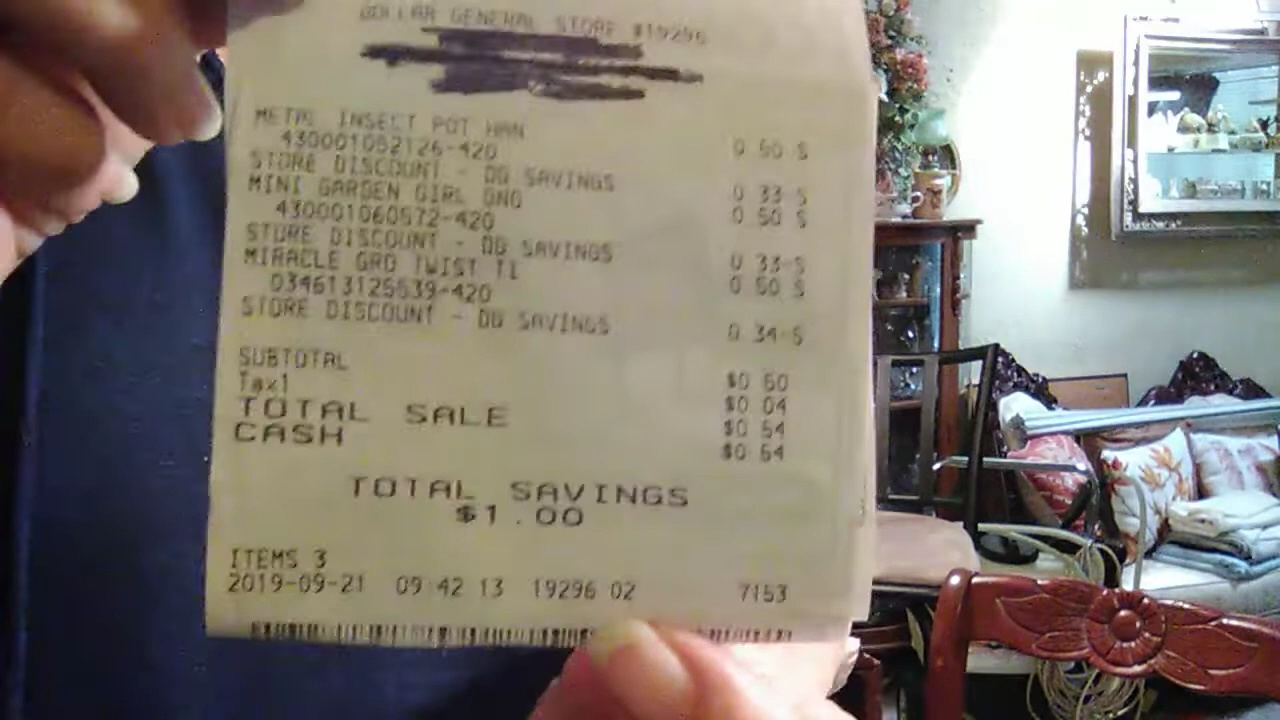 DOLLAR GENERAL STORE #19296
METAL INSECT POT HAN 0.50 S
430001052126-420
STORE DISCOUNT - DG SAVINGS 0.33-S
MINI GARDEN GIRL GNO 0.50 S
430001060572-420
STORE DISCOUNT - DG SAVINGS 0.33-S
MIRACLE GRO TWIST TI 0.50 S
034613125539-420
STORE DISCOUNT - DG SAVINGS 0.34-S
SUBTOTAL $0.50
Tax1 $0.04
TOTAL SALE $0.54
CASH $0.54
TOTAL SAVINGS
$1.00
ITEMS 3
2019-09-21 09:42:13 19296 02 7153